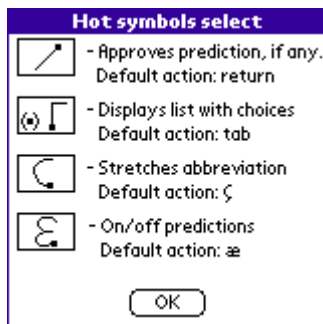 Hot symbols select
- Approves prediction, if any.
Default action: return
- Displays list with choices
Default action: tab
- Stretches abbreviation
Default action: Ç
- On/off predictions
Default action: æ
OK